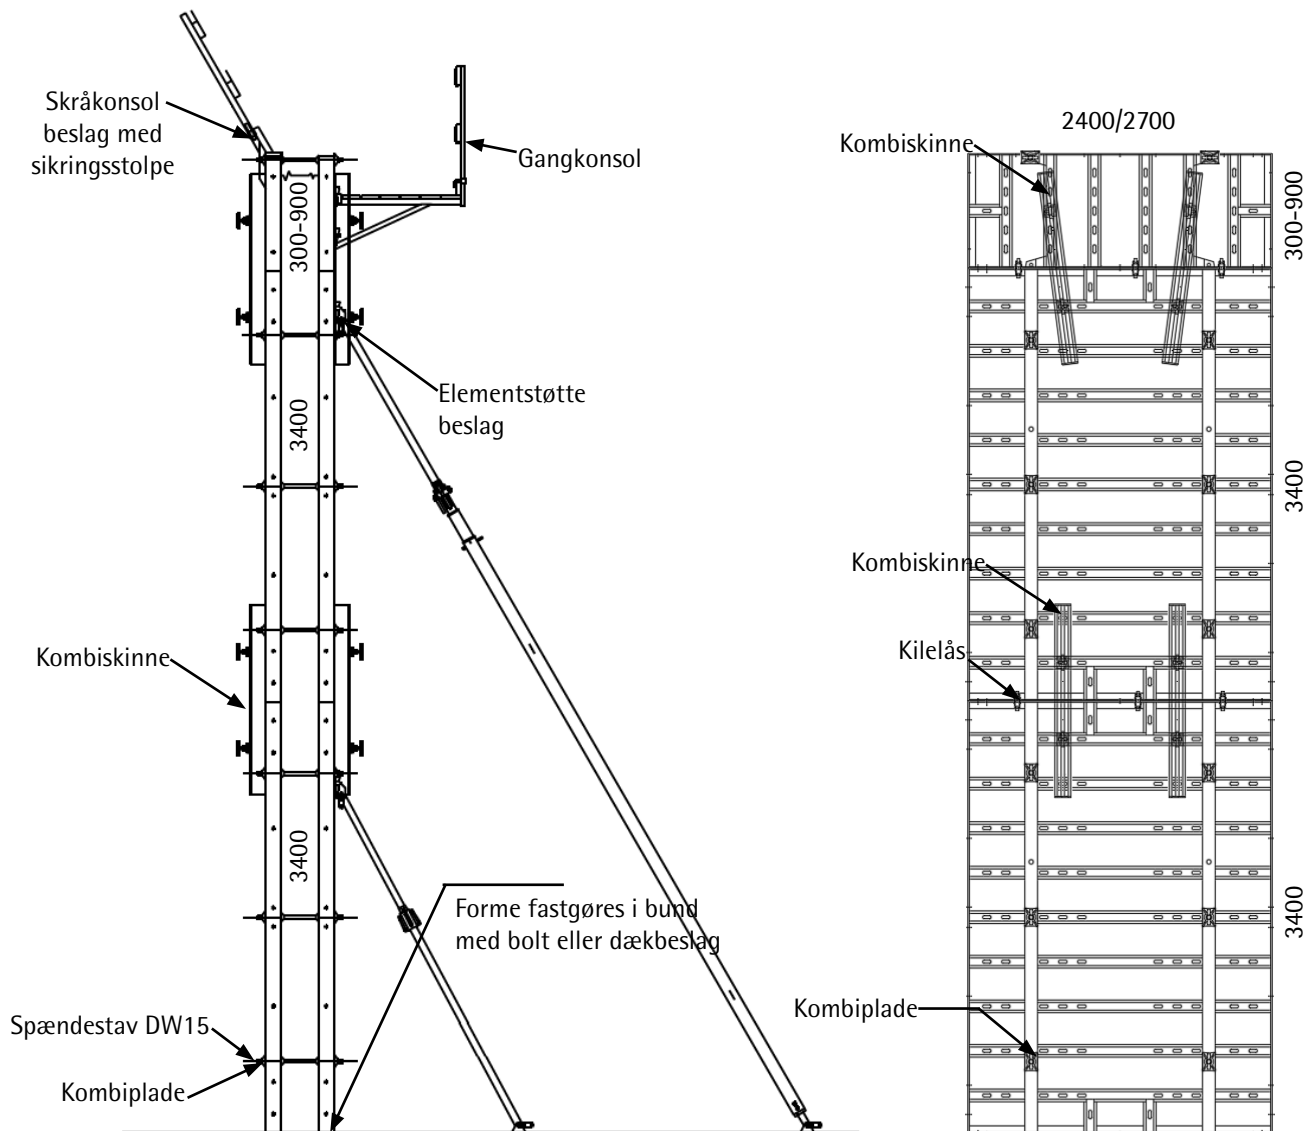 Skråkonsol
beslag med
sikringsstolpe
Gangkonsol
300-900
Elementstøtte
beslag
3400
Kombiskinne
3400
Forme fastgøres i bund
med bolt eller dækbeslag
Spændestav DW15
Kombiplade
2400/2700
Kombiskinne
300-900
3400
Kombiskinne
Kilelås
3400
Kombiplade